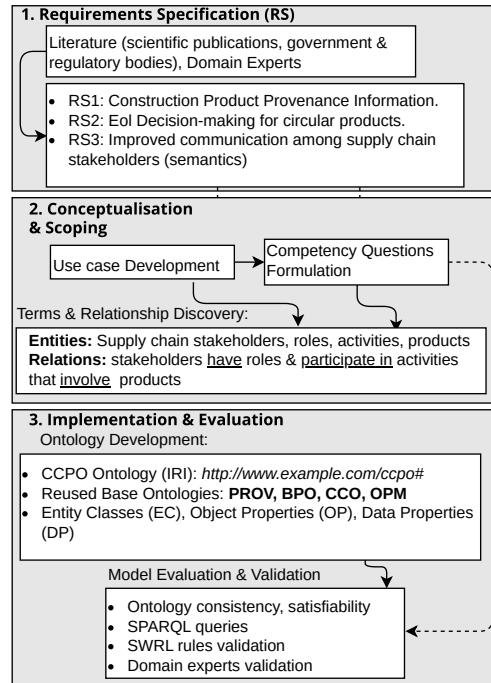 1. Requirements Specification (RS)
Literature (scientific publications, government &
regulatory bodies), Domain Experts
• RS1: Construction Product Provenance Information.
• RS2: EoI Decision-making for circular products.
• RS3: Improved communication among supply chain
stakeholders (semantics)
2. Conceptualisation
& Scoping
Use case Development
Competency Questions
Formulation
Terms & Relationship Discovery:
Entities: Supply chain stakeholders, roles, activities, products
Relations: stakeholders have roles & participate in activities
that involve products
3. Implementation & Evaluation
Ontology Development:
• CCPO Ontology (IRI): http://www.example.com/ccpo#
• Reused Base Ontologies: PROV, BPO, CCO, OPM
• Entity Classes (EC), Object Properties (OP), Data Properties
(DP)
Model Evaluation & Validation
• Ontology consistency, satisfiability
• SPARQL queries
• SWRL rules validation
• Domain experts validation